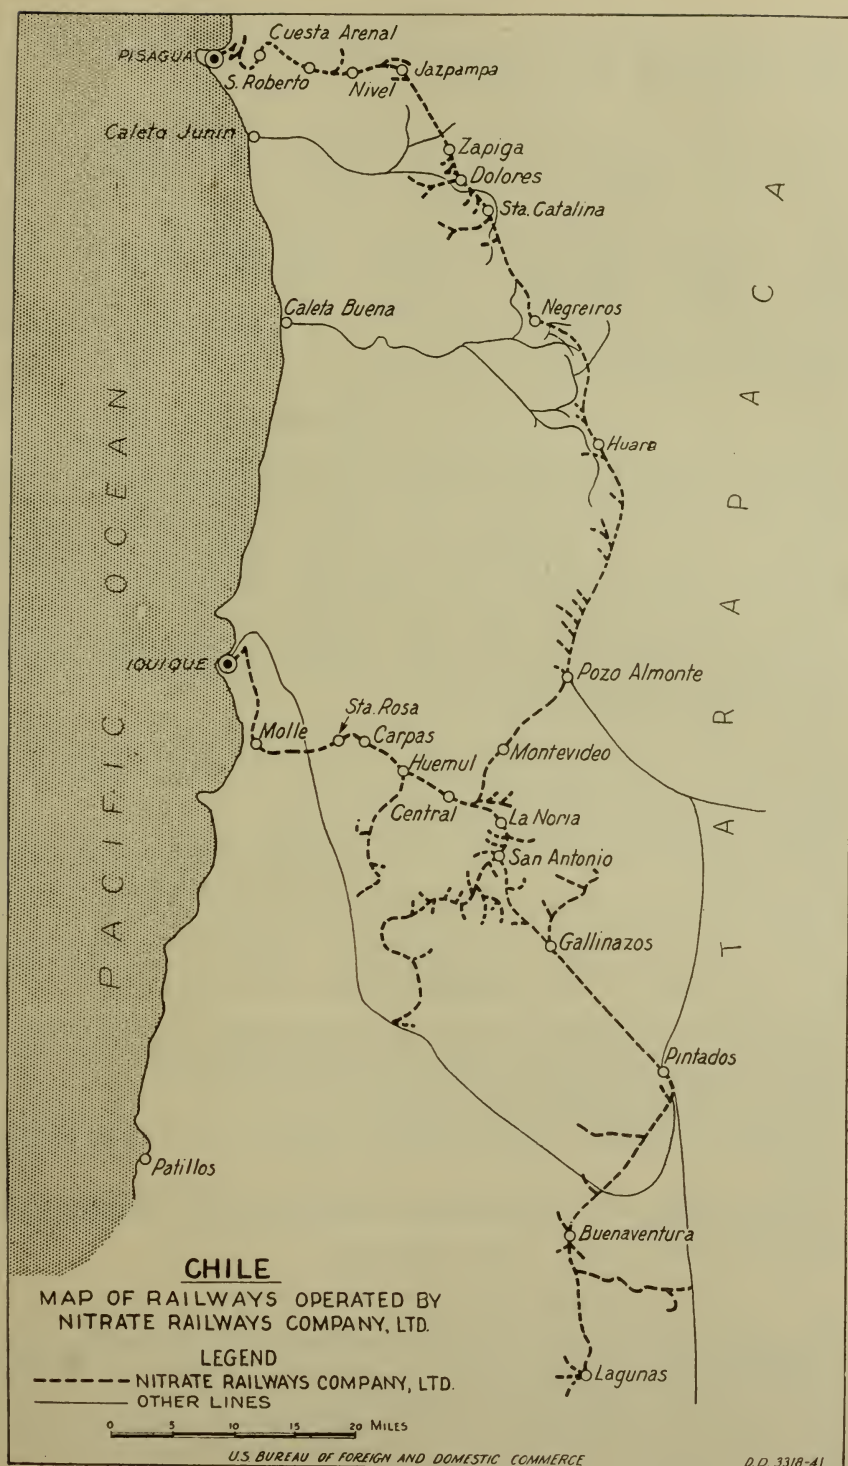 Cuesta Arenal
PISAGUA
S. Roberto
Nivel
Jazpampa
Caleta Junin
Zapiga
Dolores
Sta. Catalina
Caleta Buena
Negreiros
Huara
PACIFIC OCEAN
TARAPACA
IQUIQUE
Pozo Almonte
Sta. Rosa
Molle
Carpas
Montevideo
Huemul
Central
La Noria
San Antonio
Gallinazos
Pintados
Patillos
Buenaventura
Lagunas
CHILE
MAP OF RAILWAYS OPERATED BY
NITRATE RAILWAYS COMPANY, LTD.
LEGEND
NITRATE RAILWAYS COMPANY, LTD.
OTHER LINES
0 5 10 15 20 MILES
U.S. BUREAU OF FOREIGN AND DOMESTIC COMMERCE
D.D. 3318-41